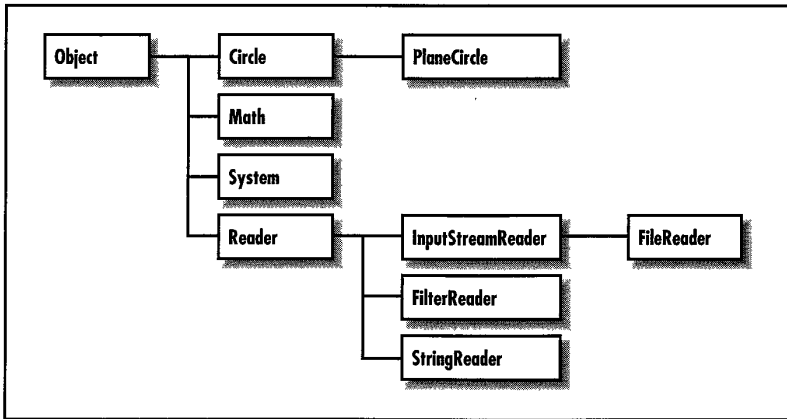 Object
Circle
PlaneCircle
Math
System
Reader
InputStreamReader
FileReader
FilterReader
StringReader